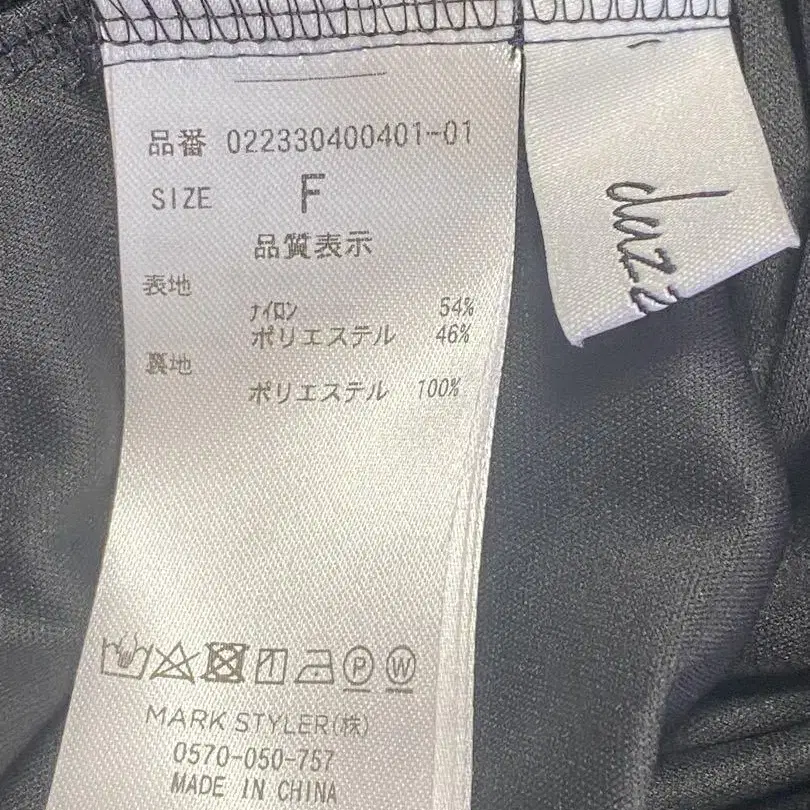 品番 022330400401-01
SIZE F
品質表示
表地
ナイロン 54%
ポリエステル 46%
裏地
ポリエステル 100%
P W
MARK STYLER(株)
0570-050-757
MADE IN CHINA
dazz